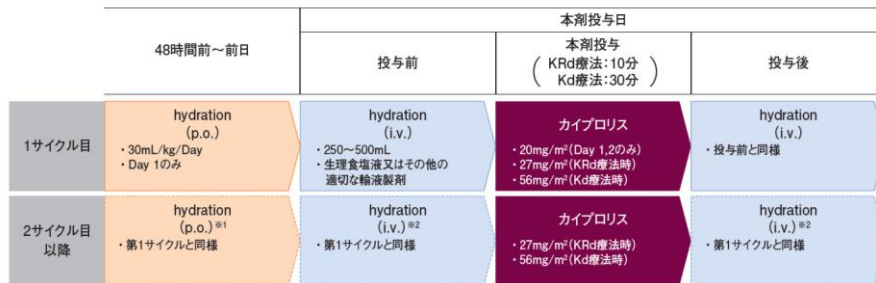 本剤投与日
48時間前～前日
投与前
本剤投与
(KRd療法：10分
Kd療法：30分)
投与後
1サイクル目
hydration
(p.o.)
・30mL/kg/Day
・Day 1のみ
hydration
(i.v.)
・250～500mL
・生理食塩液又はその他の
適切な輸液製剤
カイプロリス
・20mg/m²(Day 1,2のみ)
・27mg/m²(KRd療法時)
・56mg/m²(Kd療法時)
hydration
(i.v.)
・投与前と同様
2サイクル目
以降
hydration
(p.o.)※1
・第1サイクルと同様
hydration
(i.v.)※2
・第1サイクルと同様
カイプロリス
・27mg/m²(KRd療法時)
・56mg/m²(Kd療法時)
hydration
(i.v.)※2
・第1サイクルと同様